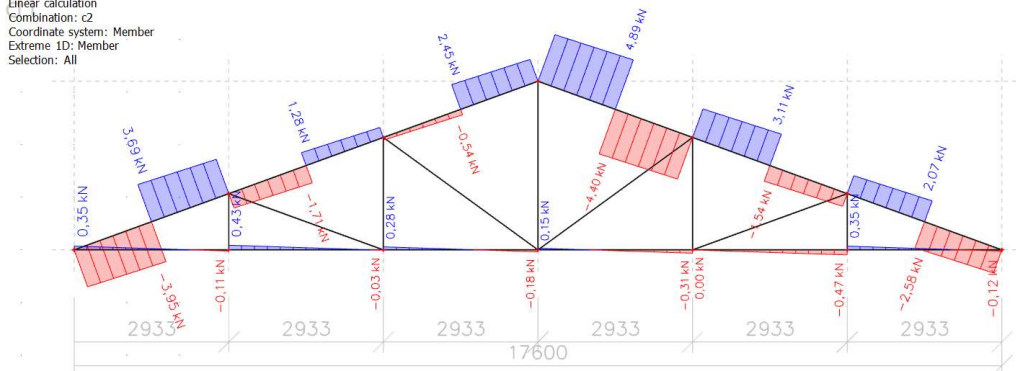 Linear calculation
Combination: c2
Coordinate system: Member
Extreme 1D: Member
Selection: All
4,89 kN
2,45 kN
3,11 kN
1,28 kN
3,69 kN
-0,54 kN
2,07 kN
-4,40 kN
0,35 kN
0,43 kN
-1,71 kN
0,28 kN
0,15 kN
-1,54 kN
0,35 kN
-3,95 kN
-0,11 kN
-0,03 kN
-0,18 kN
-0,31 kN
0,00 kN
-0,47 kN
-2,58 kN
-0,12 kN
2933
2933
2933
2933
2933
2933
17600